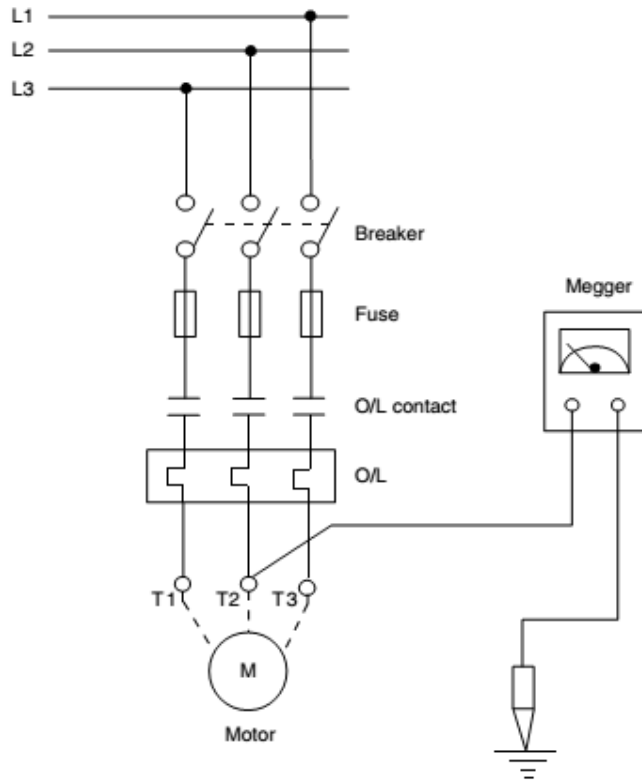 L1
L2
L3
Breaker
Megger
Fuse
O/L contact
O/L
T1 T2 T3
M
Motor